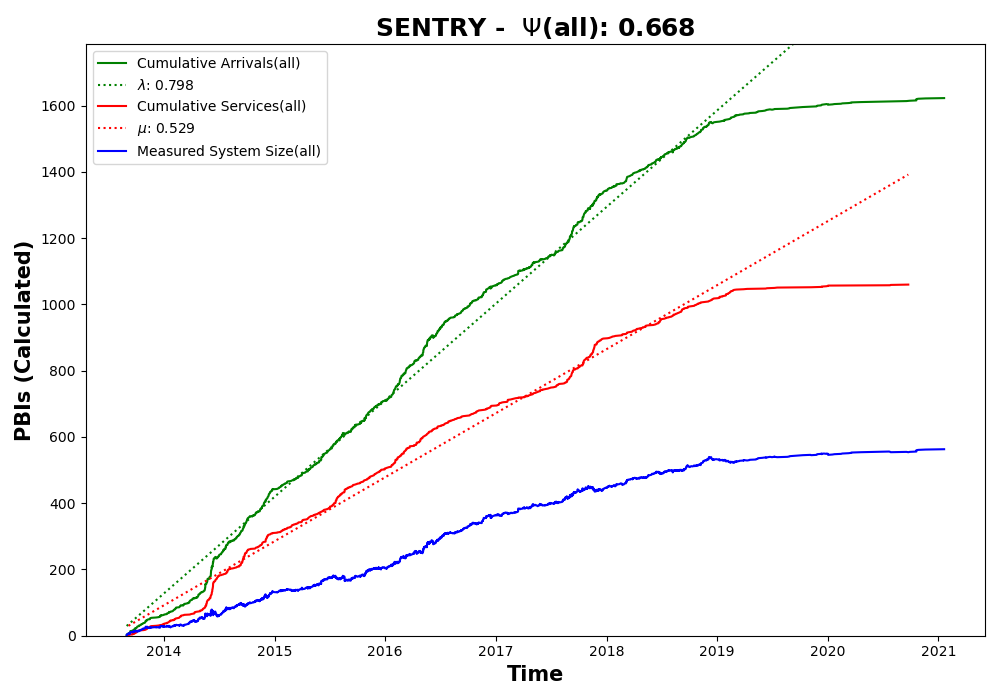 SENTRY - Ψ(all): 0.668
Cumulative Arrivals(all)
λ: 0.798
Cumulative Services(all)
μ: 0.529
Measured System Size(all)
PBIs (Calculated)
1600
1400
1200
1000
800
600
400
200
0
2014 2015 2016 2017 2018 2019 2020 2021
Time